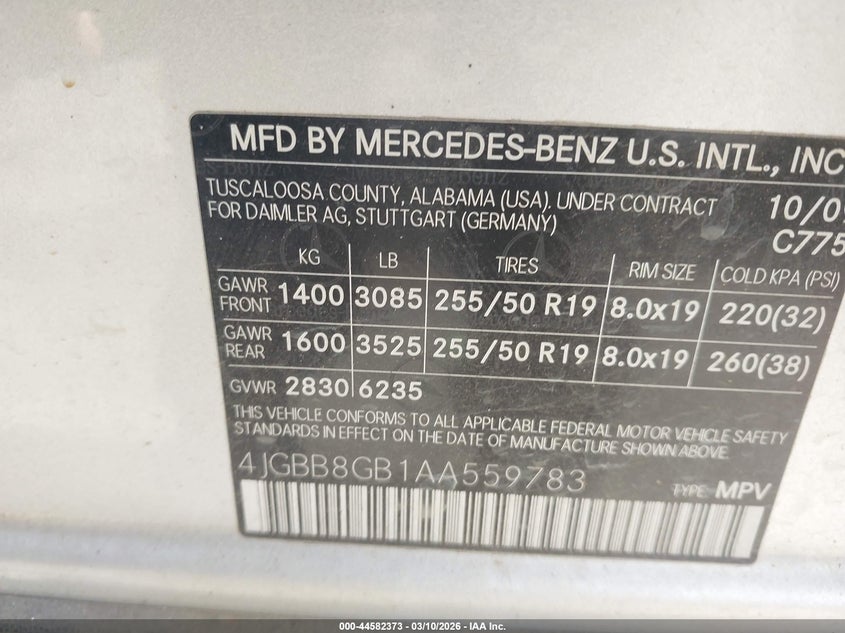 MFD BY MERCEDES-BENZ U.S. INTL., INC
TUSCALOOSA COUNTY, ALABAMA (USA). UNDER CONTRACT
FOR DAIMLER AG, STUTTGART (GERMANY)
10/0
C775
KG LB TIRES RIM SIZE COLD KPA (PSI)
GAWR FRONT 1400 3085 255/50 R19 8.0x19 220(32)
GAWR REAR 1600 3525 255/50 R19 8.0x19 260(38)
GVWR 2830 6235
THIS VEHICLE CONFORMS TO ALL APPLICABLE FEDERAL MOTOR VEHICLE SAFETY
STANDARDS IN EFFECT ON THE DATE OF MANUFACTURE SHOWN ABOVE.
4JGBB8GB1AA559783
TYPE: MPV
000-44582373 - 03/10/2026 - IAA Inc.